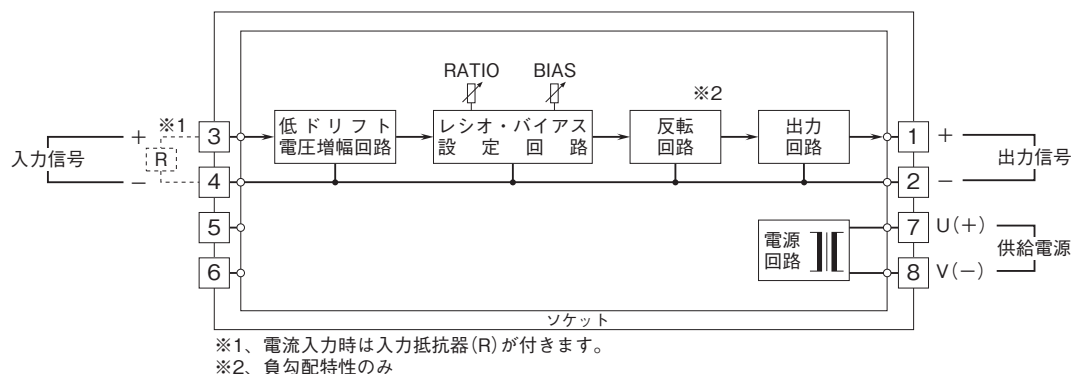 RATIO
BIAS
※1
※2
入力信号
+
R
−
3
4
5
6
低ドリフト
電圧増幅回路
レシオ・バイアス
設定回路
反転
回路
出力
回路
1
+
2
−
出力信号
電源
回路
7
U(+)
8
V(−)
供給電源
ソケット
※1、電流入力時は入力抵抗器(R)が付きます。
※2、負勾配特性のみ